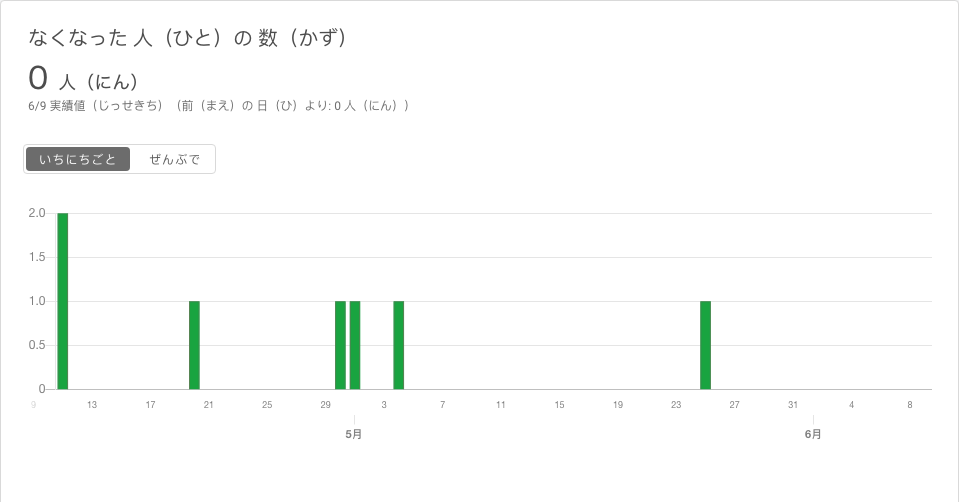 なくなった 人（ひと）の 数（かず）
0 人（にん）
6/9 実績値（じっせきち）（前（まえ）の 日（ひ）より: 0 人（にん））
いちにちごと ぜんぶで
2.0
1.5
1.0
0.5
0
9 13 17 21 25 29 3 7 11 15 19 23 27 31 4 8
5月 6月